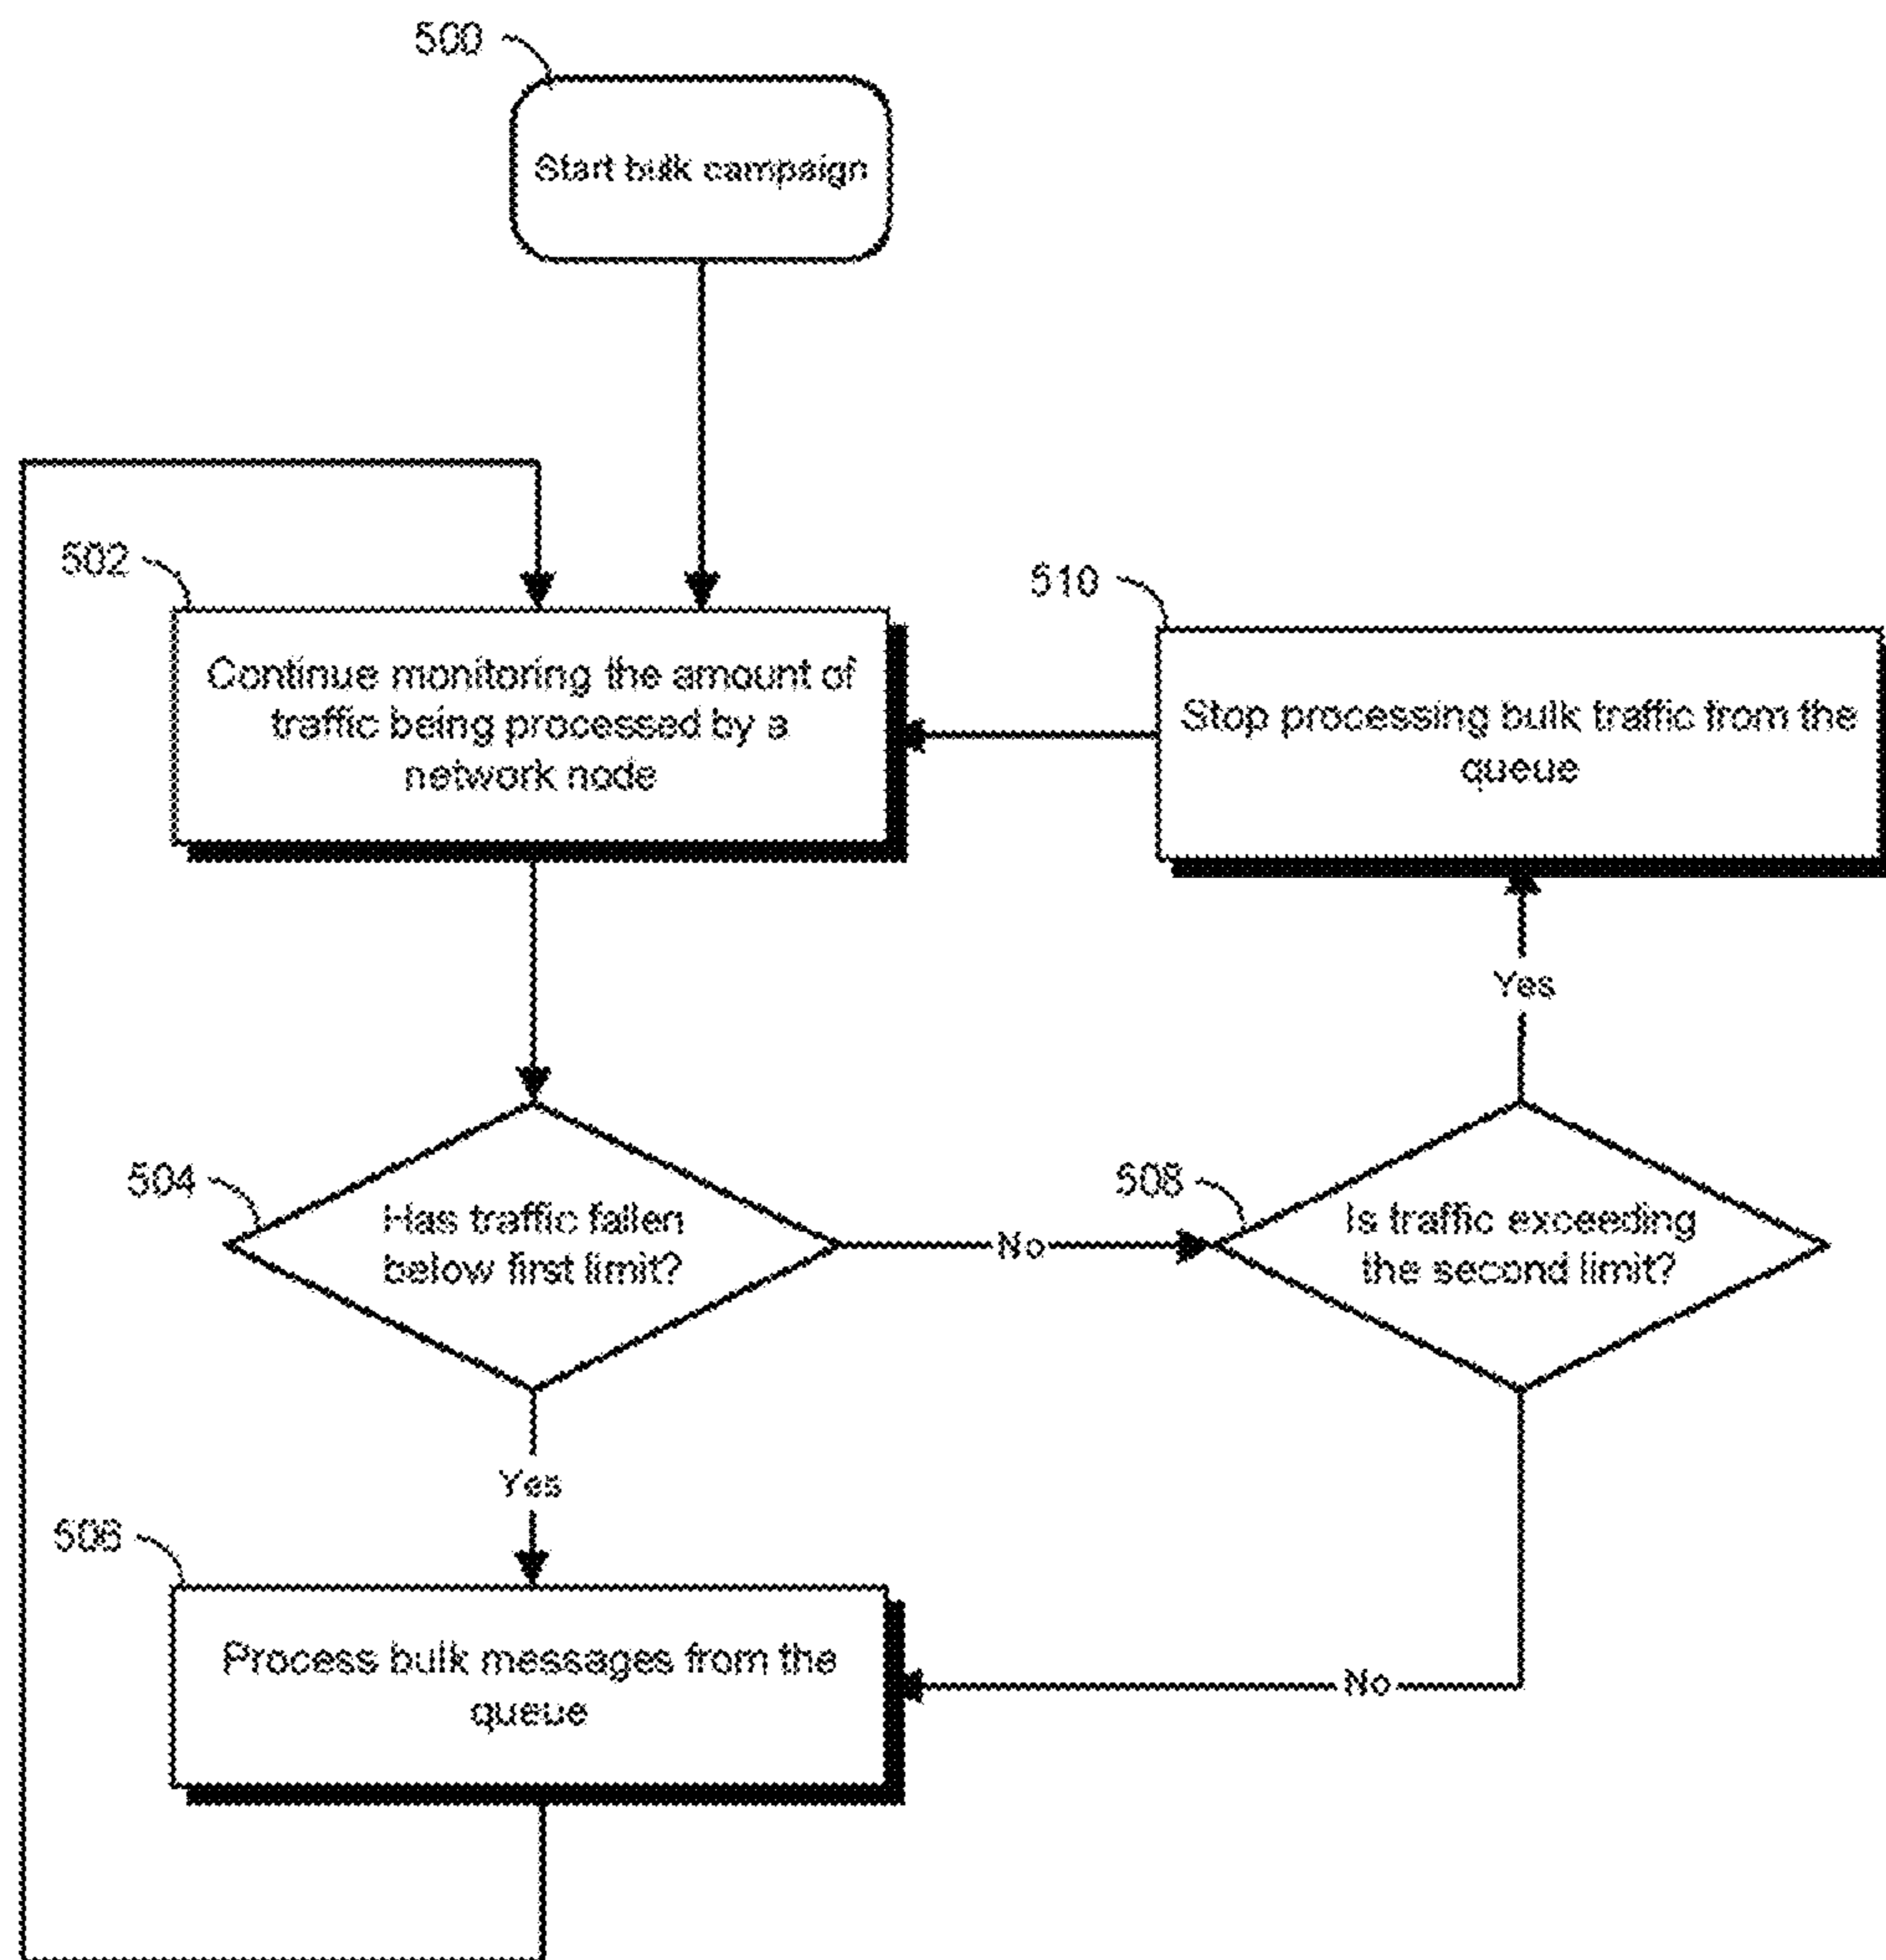 500
Start bulk campaign
502
Continue monitoring the amount of
traffic being processed by a
network node
510
Stop processing bulk traffic from the
queue
Yes
504
Has traffic fallen
below first limit?
No
508
Is traffic exceeding
the second limit?
Yes
506
Process bulk messages from the
queue
No